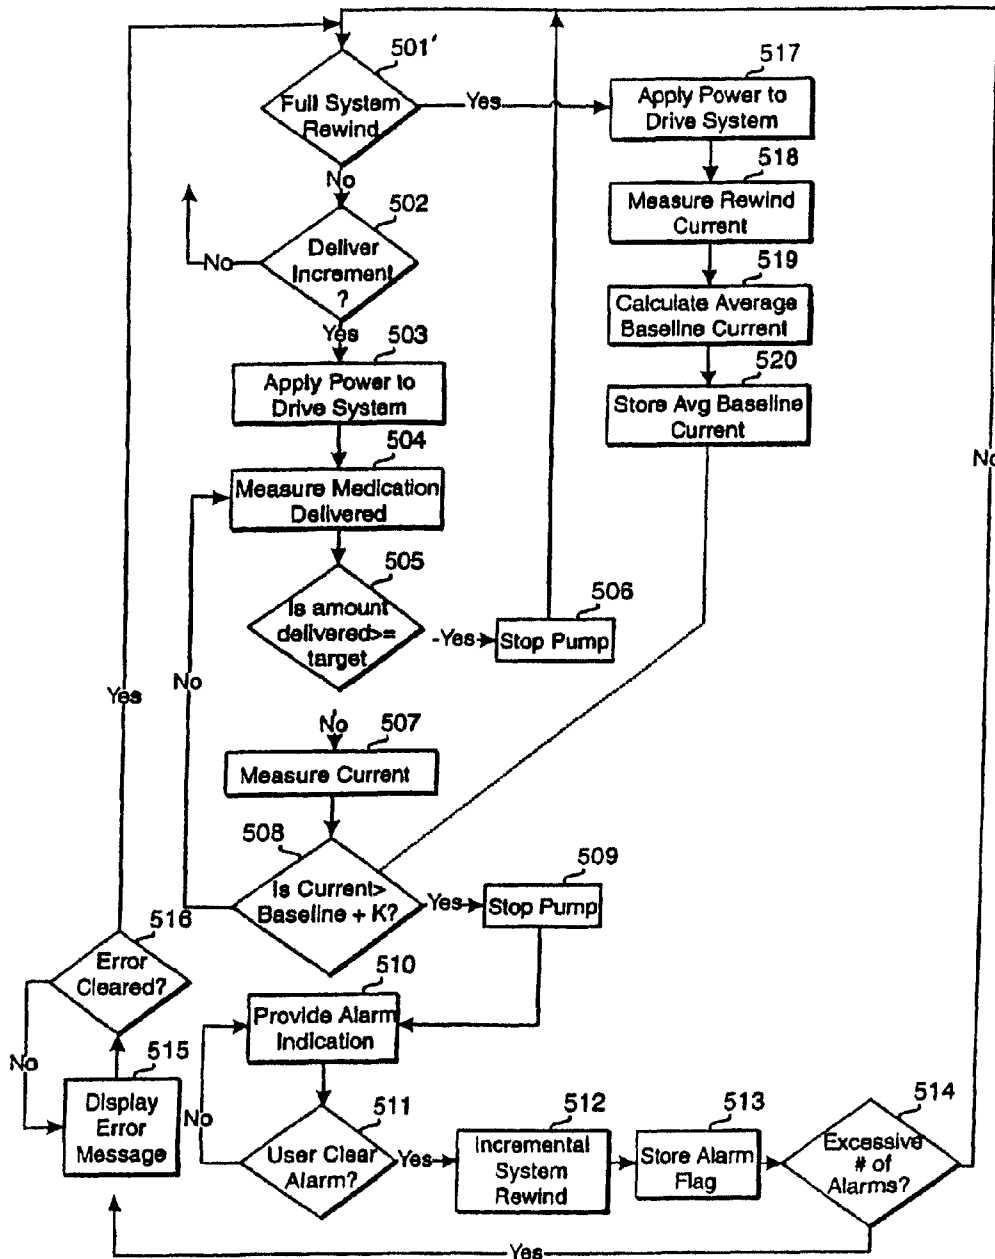 501'
Full System
Rewind
Yes
517
Apply Power to
Drive System
No
518
Measure Rewind
Current
502
Deliver
Increment
?
No
Yes
519
Calculate Average
Baseline Current
503
Apply Power to
Drive System
520
Store Avg Baseline
Current
504
Measure Medication
Delivered
No
505
Is amount
delivered>=
target
-Yes
506
Stop Pump
No
Yes
No
507
Measure Current
508
Is Current>
Baseline + K?
Yes
509
Stop Pump
516
Error
Cleared?
510
Provide Alarm
Indication
No
515
Display
Error
Message
No
511
User Clear
Alarm?
Yes
512
Incremental
System
Rewind
513
Store Alarm
Flag
514
Excessive
# of
Alarms?
Yes